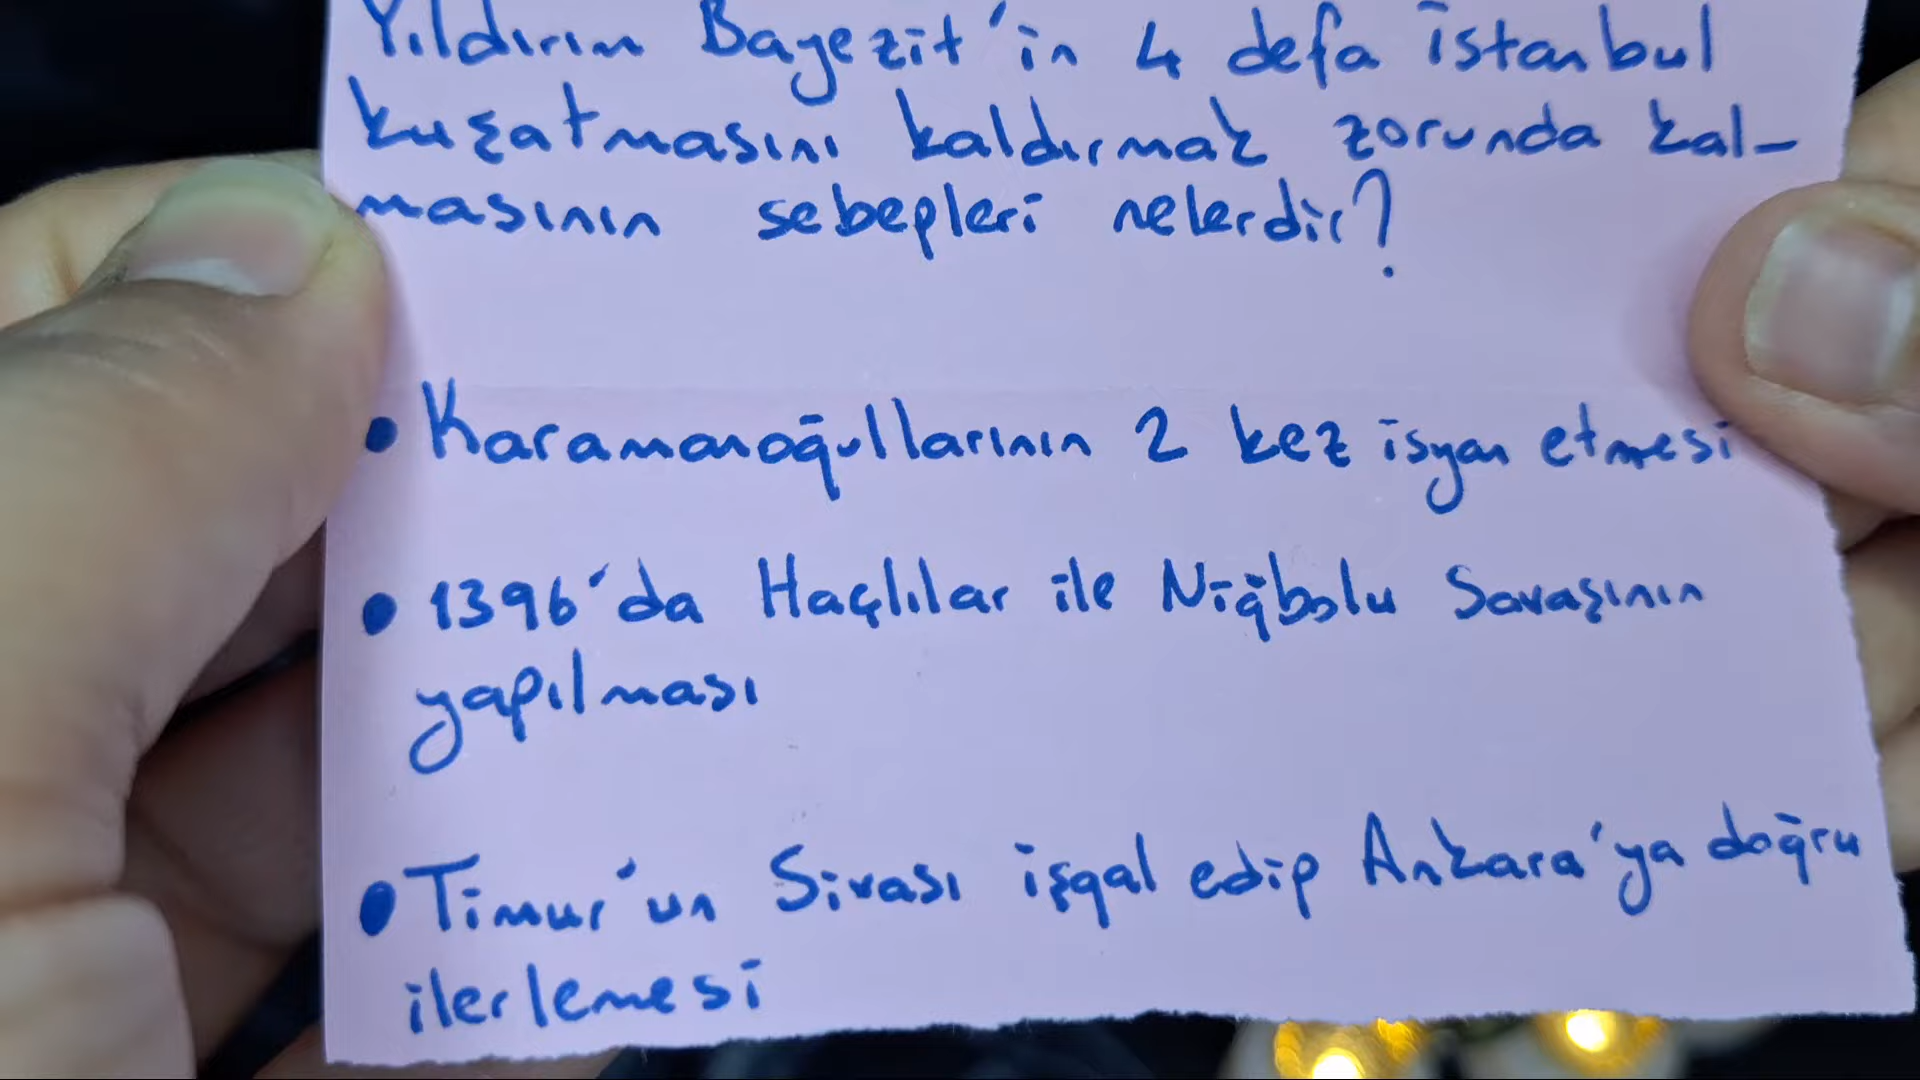 Yıldırım Bayezit'in 4 defa İstanbul
kuşatmasını kaldırmak zorunda kal-
masının sebepleri nelerdir?
• Karamanoğullarının 2 kez isyan etmesi
• 1396'da Haçlılar ile Niğbolu Savaşının
yapılması
• Timur'un Sivası işgal edip Ankara'ya doğru
ilerlemesi